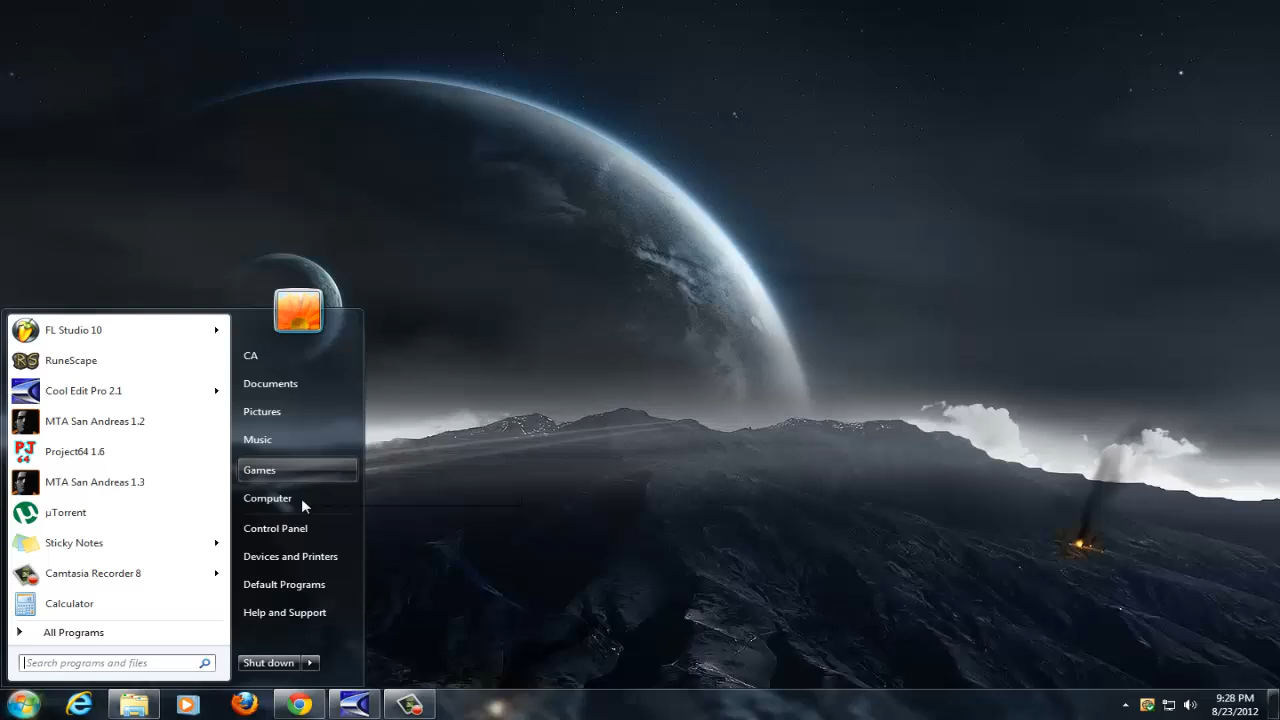 FL Studio 10
RuneScape
Cool Edit Pro 2.1
MTA San Andreas 1.2
PJ
64
Project64 1.6
MTA San Andreas 1.3
µTorrent
Sticky Notes
Camtasia Recorder 8
Calculator
All Programs
Search programs and files
CA
Documents
Pictures
Music
Games
Computer
Control Panel
Devices and Printers
Default Programs
Help and Support
Shut down
9:28 PM
8/23/2012